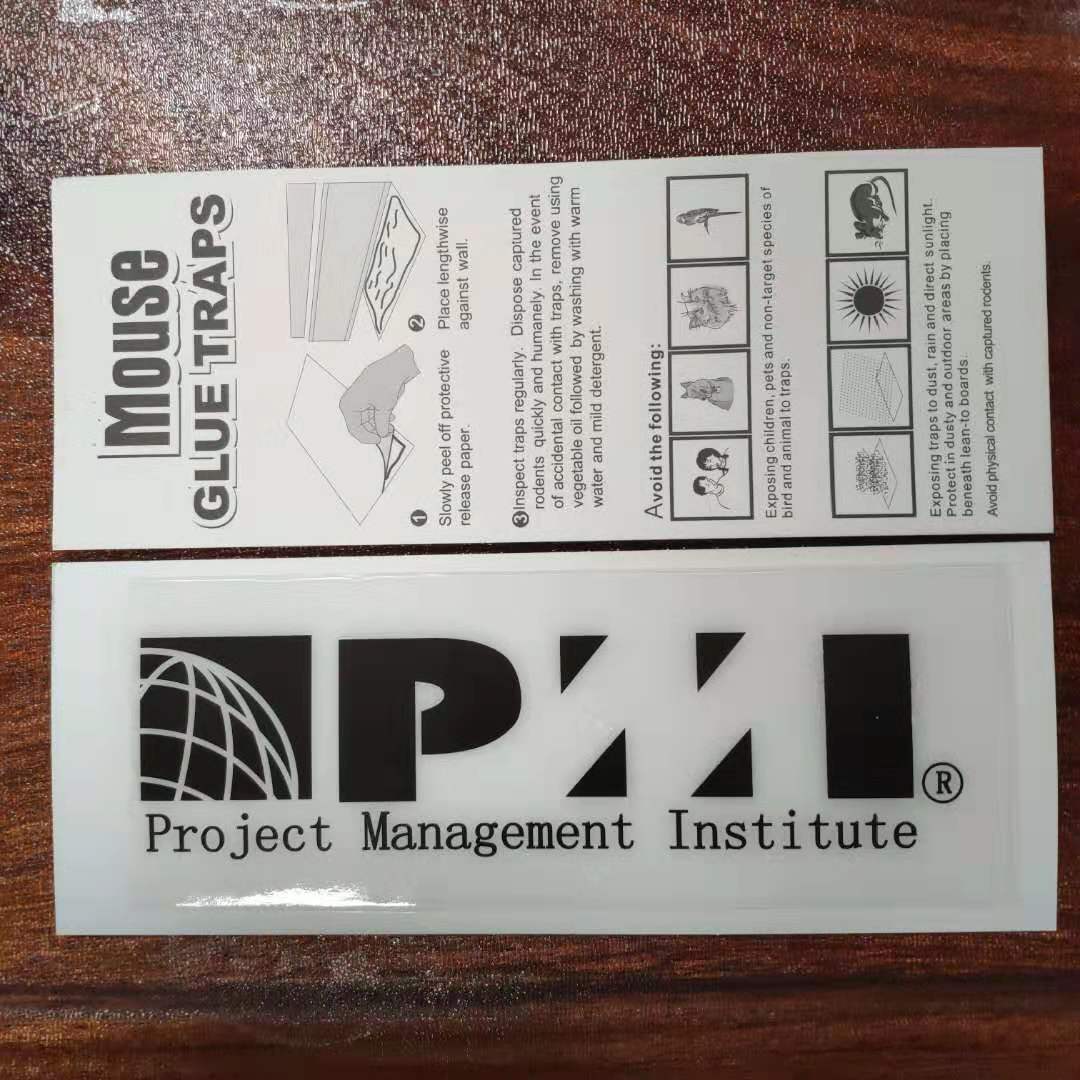 Mouse
GLUE TRAPS
1
Slowly peel off protective
release paper.
2
Place lengthwise
against wall.
3 Inspect traps regularly. Dispose captured
rodents quickly and humanely. In the event
of accidental contact with traps, remove using
vegetable oil followed by washing with warm
water and mild detergent.
Avoid the following:
Exposing children, pets and non-target species of
bird and animal to traps.
Exposing traps to dust, rain and direct sunlight.
Protect in dusty and outdoor areas by placing
beneath lean-to boards.
Avoid physical contact with captured rodents.
PMI®
Project Management Institute